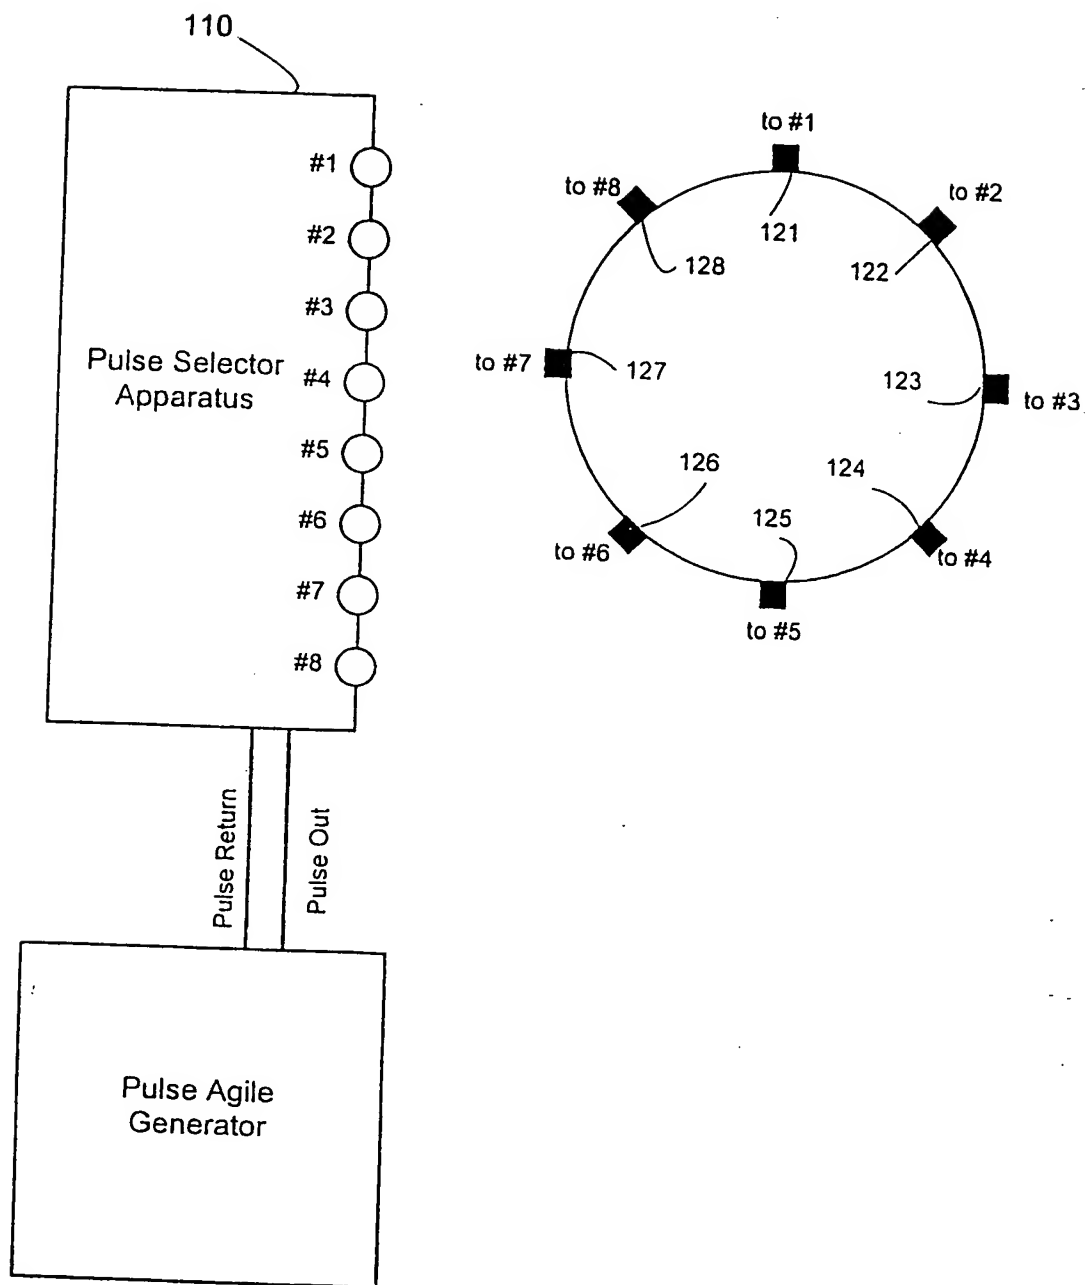 110
#1
#2
#3
#4
#5
#6
#7
#8
Pulse Selector
Apparatus
Pulse Return
Pulse Out
Pulse Agile
Generator
to #1
to #2
to #3
to #4
to #5
to #6
to #7
to #8
121
122
123
124
125
126
127
128